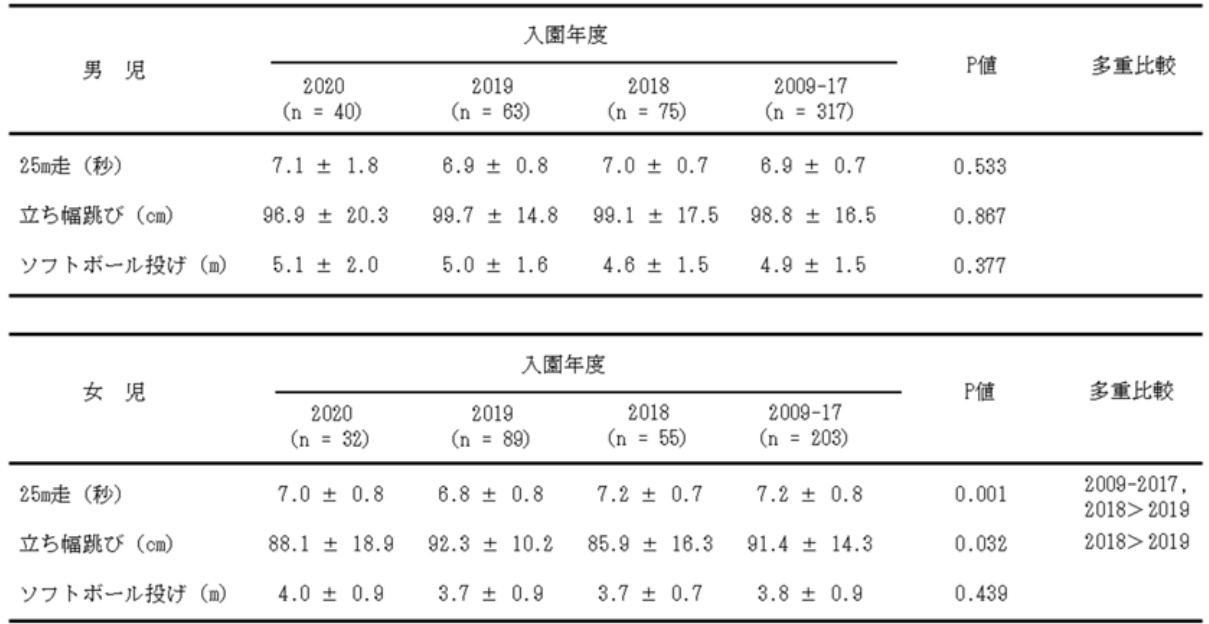 男 児 入園年度 P値 多重比較
2020 2019 2018 2009-17
(n = 40) (n = 63) (n = 75) (n = 317)
25m走 (秒) 7.1 ± 1.8 6.9 ± 0.8 7.0 ± 0.7 6.9 ± 0.7 0.533
立ち幅跳び (cm) 96.9 ± 20.3 99.7 ± 14.8 99.1 ± 17.5 98.8 ± 16.5 0.867
ソフトボール投げ (m) 5.1 ± 2.0 5.0 ± 1.6 4.6 ± 1.5 4.9 ± 1.5 0.377
女 児 入園年度 P値 多重比較
2020 2019 2018 2009-17
(n = 32) (n = 89) (n = 55) (n = 203)
25m走 (秒) 7.0 ± 0.8 6.8 ± 0.8 7.2 ± 0.7 7.2 ± 0.8 0.001 2009-2017,
2018>2019
立ち幅跳び (cm) 88.1 ± 18.9 92.3 ± 10.2 85.9 ± 16.3 91.4 ± 14.3 0.032 2018>2019
ソフトボール投げ (m) 4.0 ± 0.9 3.7 ± 0.9 3.7 ± 0.7 3.8 ± 0.9 0.439